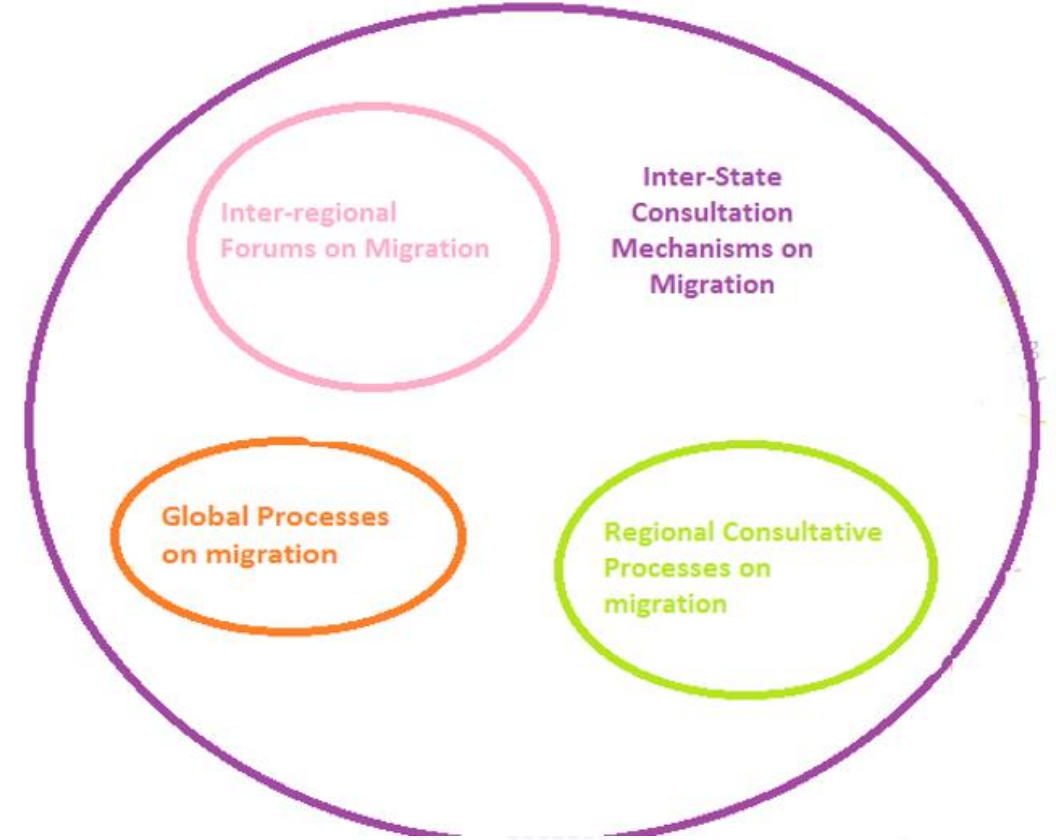 Inter-regional
Forums on Migration
Inter-State
Consultation
Mechanisms on
Migration
Global Processes
on migration
Regional Consultative
Processes on
migration